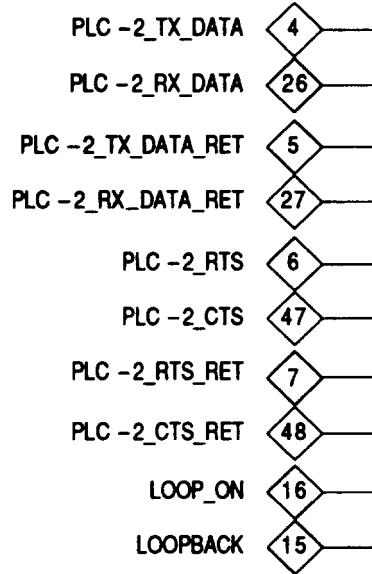 PLC -2_TX_DATA 4
PLC -2_RX_DATA 26
PLC -2_TX_DATA_RET 5
PLC -2_RX_DATA_RET 27
PLC -2_RTS 6
PLC -2_CTS 47
PLC -2_RTS_RET 7
PLC -2_CTS_RET 48
LOOP_ON 16
LOOPBACK 15